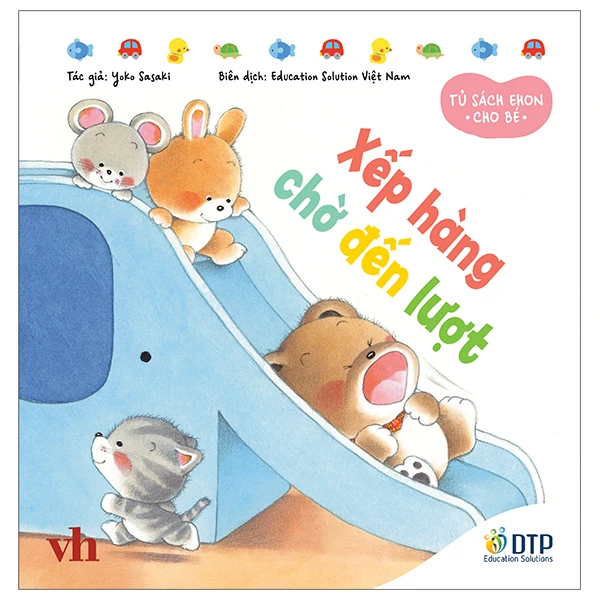 Tác giả: Yoko Sasaki
Biên dịch: Education Solution Việt Nam
TỦ SÁCH EHON
• CHO BÉ •
Xếp hàng
chờ đến lượt
vh
DTP
Education Solutions